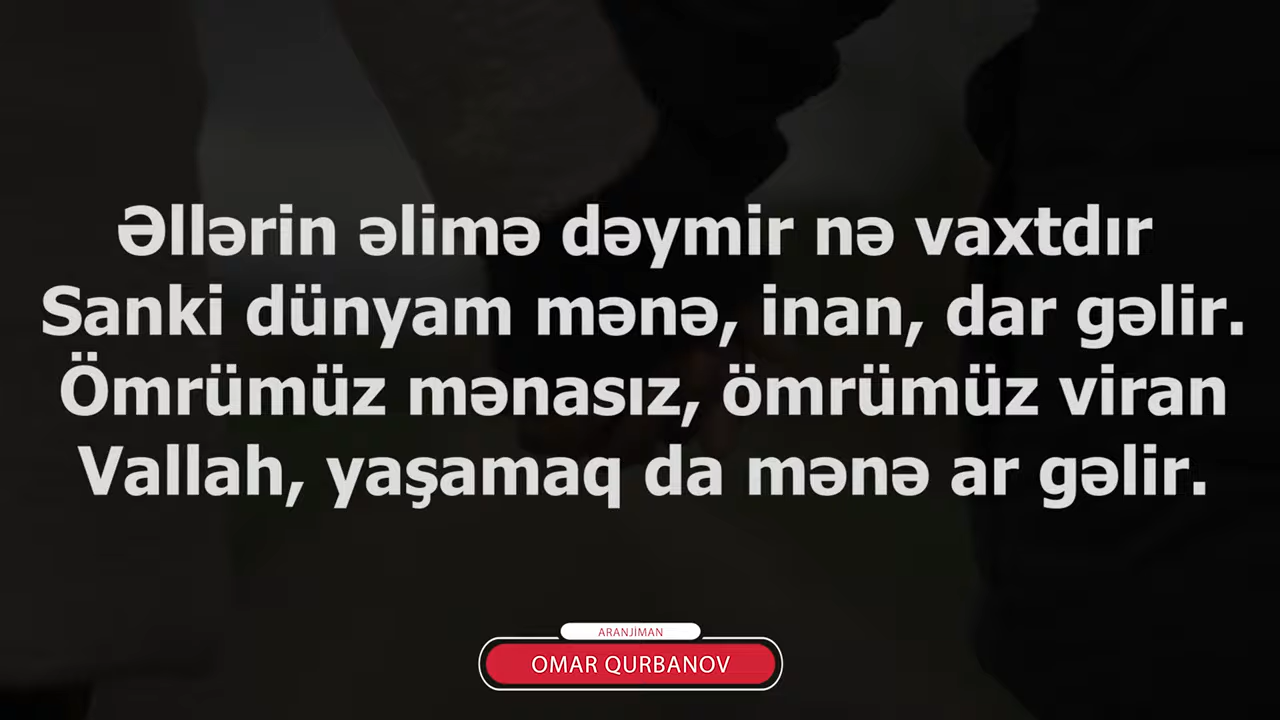 Əllərin əlimə dəymir nə vaxtdır
Sanki dünyam mənə, inan, dar gəlir.
Ömrümüz mənasız, ömrümüz viran
Vallah, yaşamaq da mənə ar gəlir.
ARANJİMAN
OMAR QURBANOV